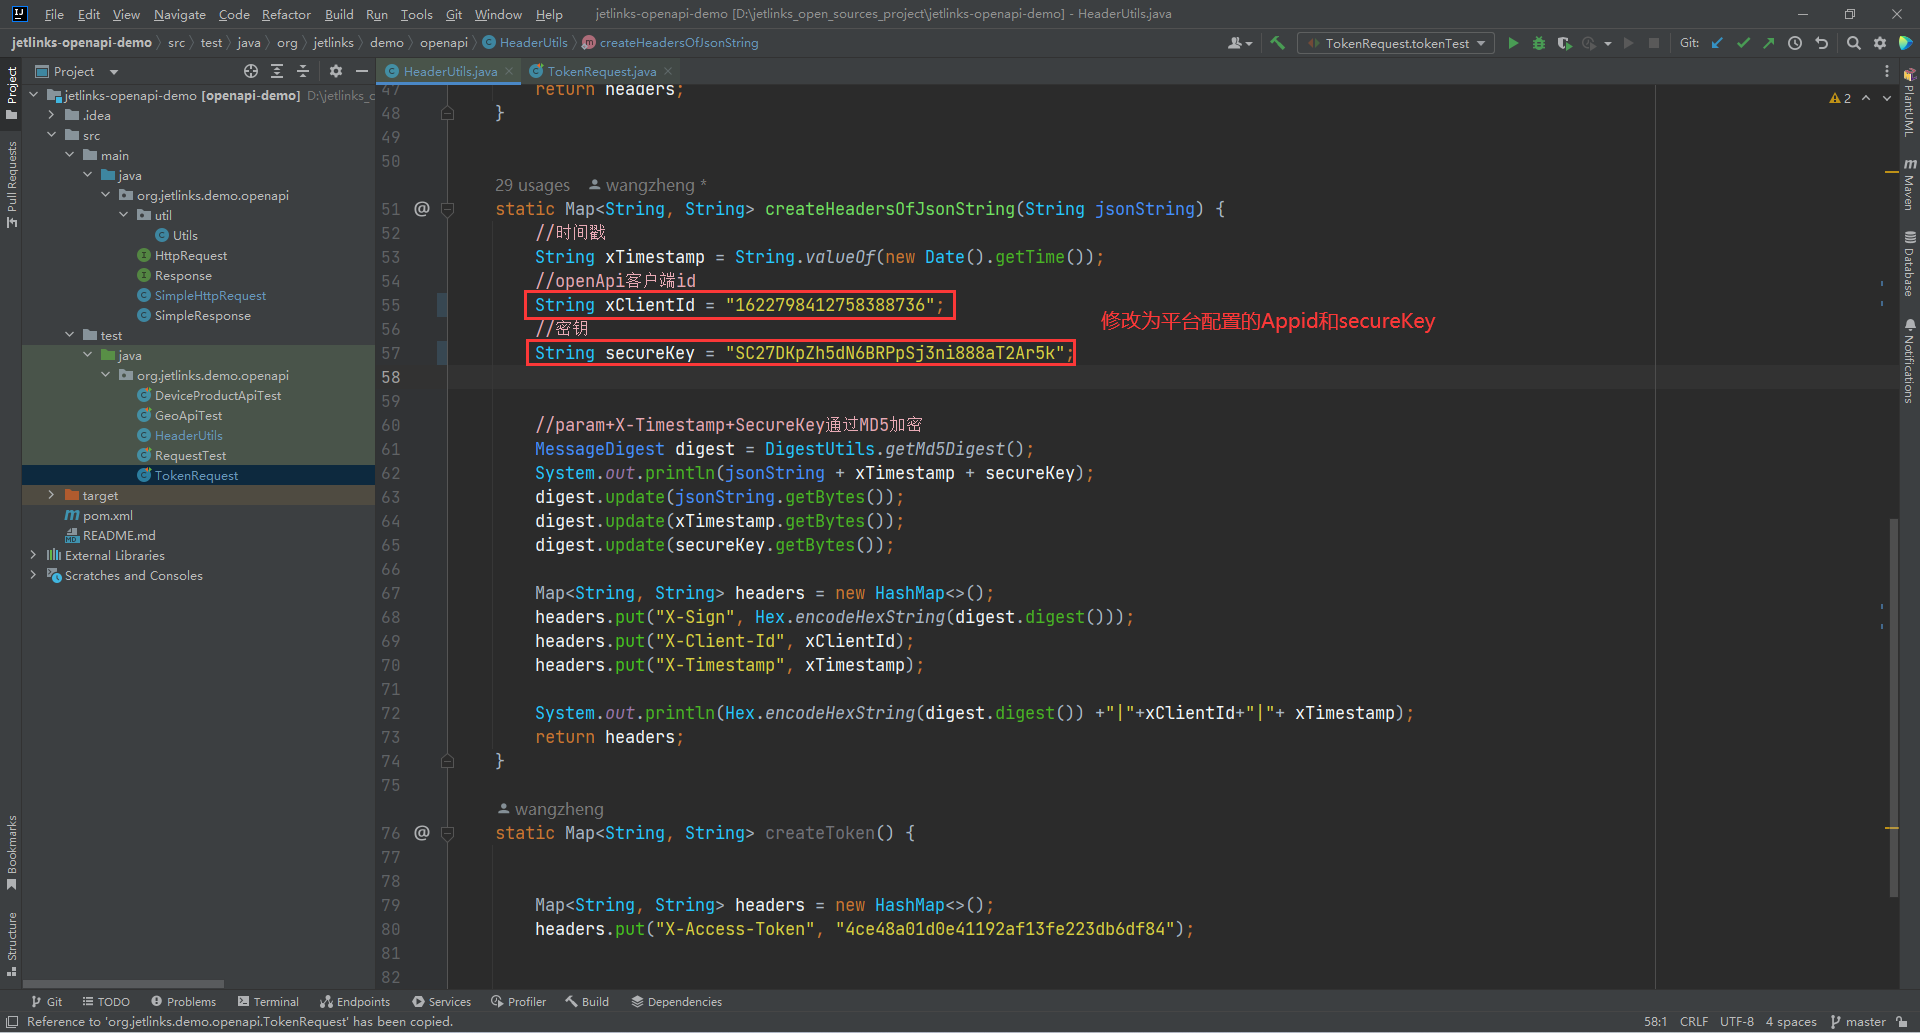 File Edit View Navigate Code Refactor Build Run Tools Git Window Help jetlinks-openapi-demo [D:\jetlinks_open_sources_project\jetlinks-openapi-demo] - HeaderUtils.java
jetlinks-openapi-demo src test java org jetlinks demo openapi HeaderUtils createHeadersOfJsonString TokenRequest.tokenTest Git:
Project
HeaderUtils.java TokenRequest.java
Project
Pull Requests
Bookmarks
Structure
jetlinks-openapi-demo [openapi-demo] D:\jetlinks_o
.idea
src
main
java
org.jetlinks.demo.openapi
util
Utils
HttpRequest
Response
SimpleHttpRequest
SimpleResponse
test
java
org.jetlinks.demo.openapi
DeviceProductApiTest
GeoApiTest
HeaderUtils
RequestTest
TokenRequest
target
pom.xml
README.md
External Libraries
Scratches and Consoles
2
47 return headers;
48 }
49
50
29 usages wangzheng *
51 @ static Map<String, String> createHeadersOfJsonString(String jsonString) {
52 //时间戳
53 String xTimestamp = String.valueOf(new Date().getTime());
54 //openApi客户端id
55 String xClientId = "1622798412758388736";
56 //密钥
修改为平台配置的Appid和secureKey
57 String secureKey = "SC27DKpZh5dN6BRPpSj3ni888aT2Ar5k";
58
59
60 //param+X-Timestamp+SecureKey通过MD5加密
61 MessageDigest digest = DigestUtils.getMd5Digest();
62 System.out.println(jsonString + xTimestamp + secureKey);
63 digest.update(jsonString.getBytes());
64 digest.update(xTimestamp.getBytes());
65 digest.update(secureKey.getBytes());
66
67 Map<String, String> headers = new HashMap<>();
68 headers.put("X-Sign", Hex.encodeHexString(digest.digest()));
69 headers.put("X-Client-Id", xClientId);
70 headers.put("X-Timestamp", xTimestamp);
71
72 System.out.println(Hex.encodeHexString(digest.digest()) +"|"+xClientId+"|"+ xTimestamp);
73 return headers;
74 }
75
wangzheng
76 @ static Map<String, String> createToken() {
77
78
79 Map<String, String> headers = new HashMap<>();
80 headers.put("X-Access-Token", "4ce48a01d0e41192af13fe223db6df84");
81
82
PlantUML
Maven
Database
Notifications
Git TODO Problems Terminal Endpoints Services Profiler Build Dependencies
Reference to 'org.jetlinks.demo.openapi.TokenRequest' has been copied. 58:1 CRLF UTF-8 4 spaces master